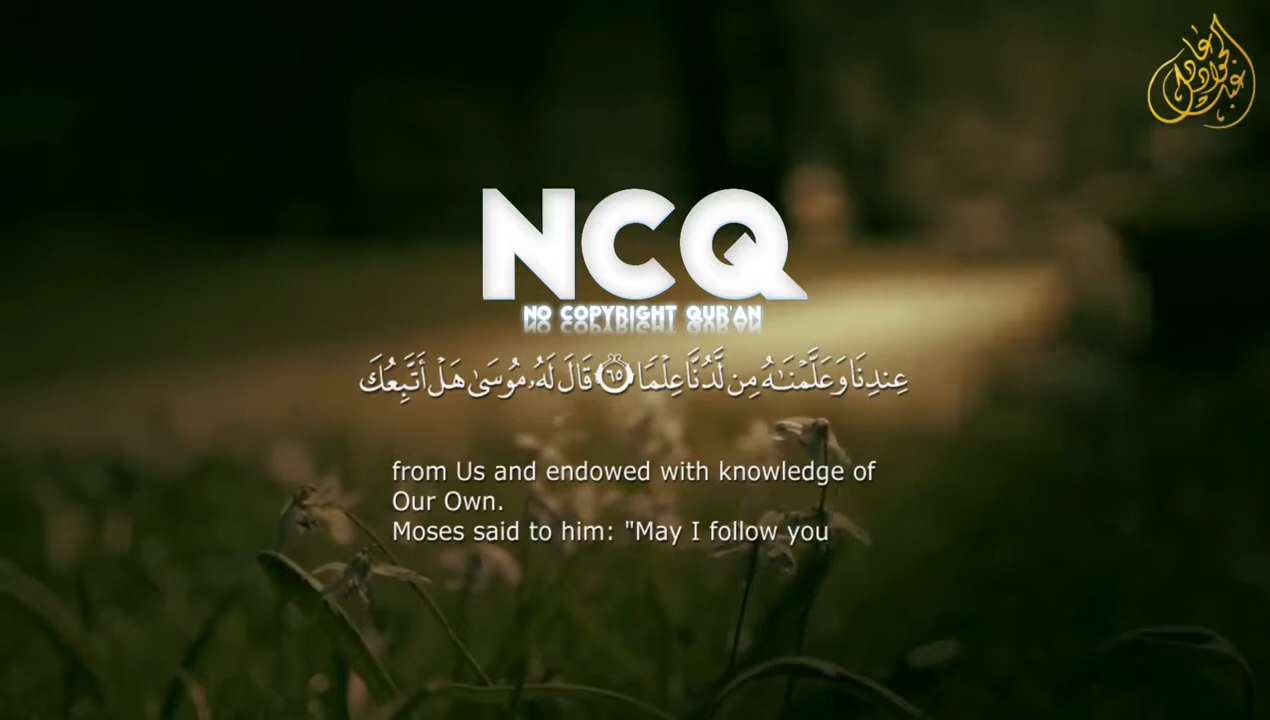 NCQ
NO COPYRIGHT QUR'AN
عِندِنَا وَعَلَّمْنَـٰهُ مِن لَّدُنَّا عِلْمًا ٦٥ قَالَ لَهُۥ مُوسَىٰ هَلْ أَتَّبِعُكَ
from Us and endowed with knowledge of
Our Own.
Moses said to him: "May I follow you